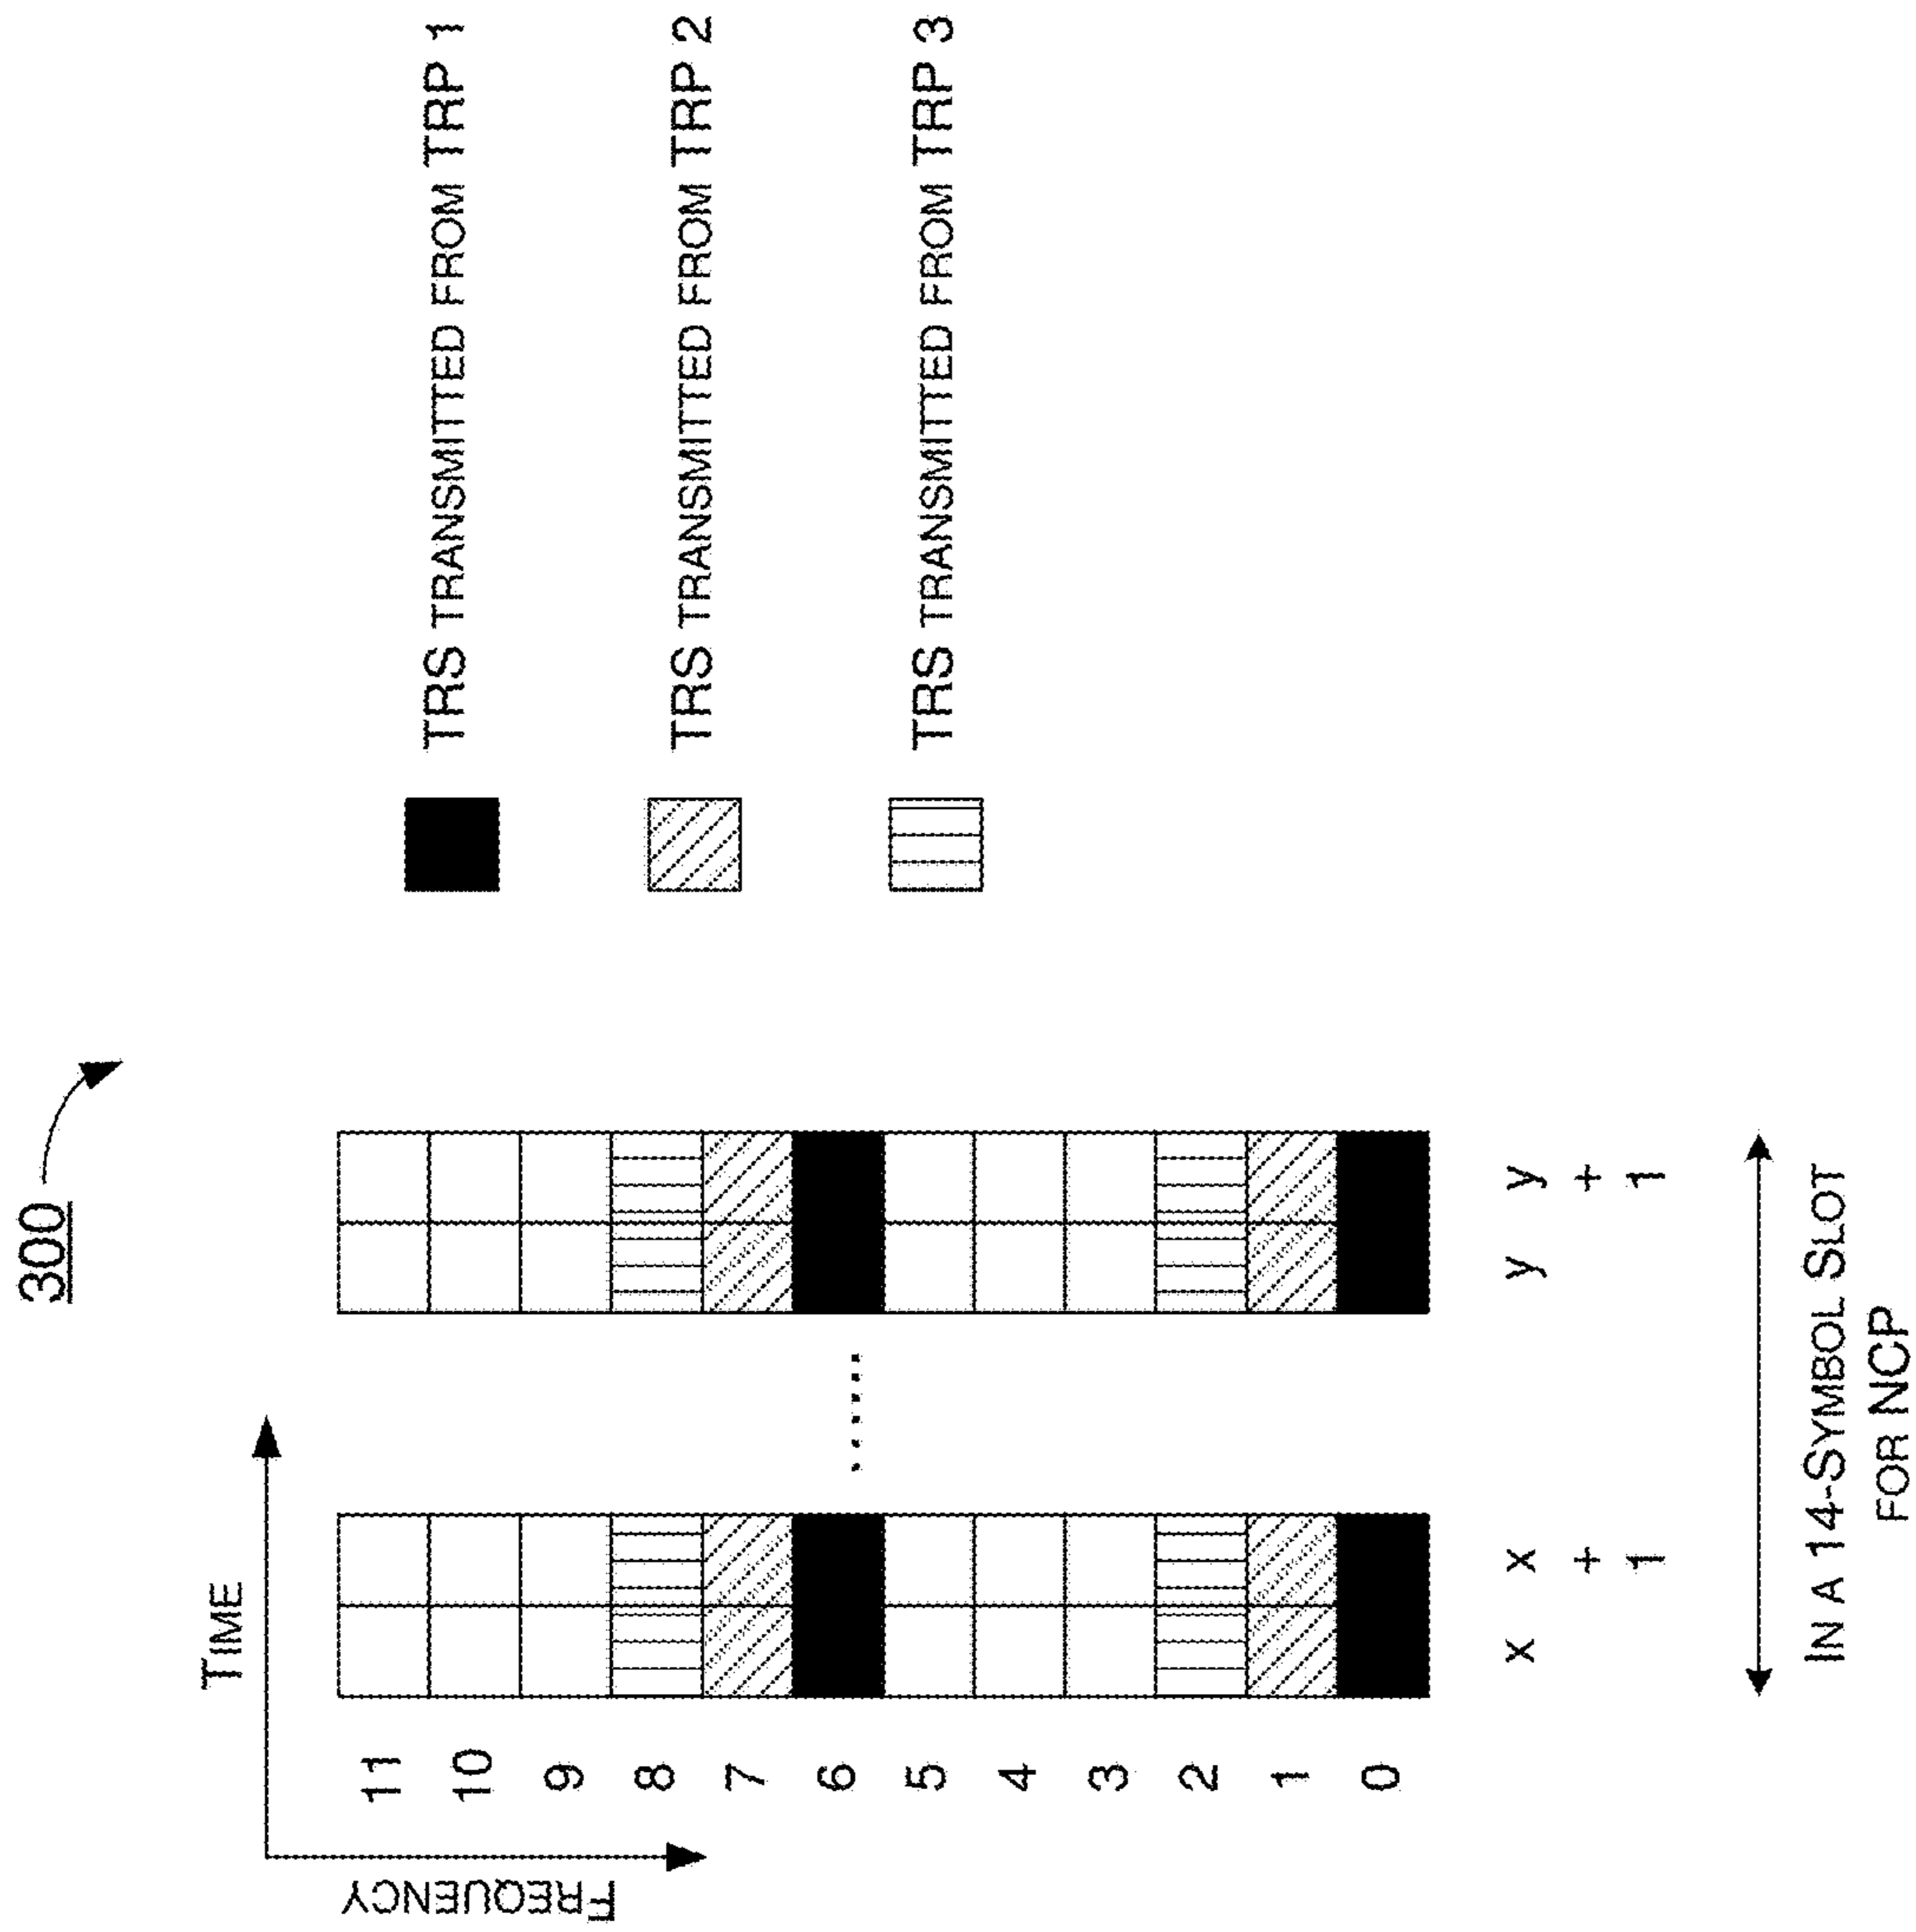 300
TIME
FREQUENCY
11
10
9
8
7
6
5
4
3
2
1
0
x x+1 y y+1
IN A 14-SYMBOL SLOT
FOR NCP
TRS TRANSMITTED FROM TRP 1
TRS TRANSMITTED FROM TRP 2
TRS TRANSMITTED FROM TRP 3